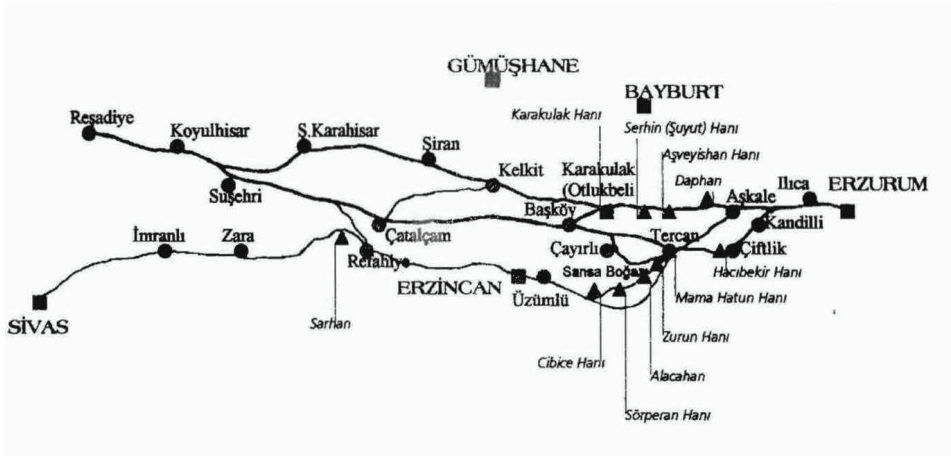 GÜMÜŞHANE
BAYBURT
Karakulak Hanı
Serhin (Şuyut) Hanı
Reşadiye
Koyulhisar
Ş.Karahisar
Şiran
Kelkit
Karakulak
(Otlukbeli
Aşveyishan Hanı
Daphan
Ilıca
Aşkale
ERZURUM
Suşehri
Çatalçam
Başköy
Kandilli
İmranlı
Zara
Refahiye
Çayırlı
Tercan
Çiftlik
Sansa Boğazı
Hacıbekir Hanı
ERZİNCAN
Üzümlü
Mama Hatun Hanı
SİVAS
Sarhan
Zurun Hanı
Cibice Hanı
Alacahan
Sörperan Hanı